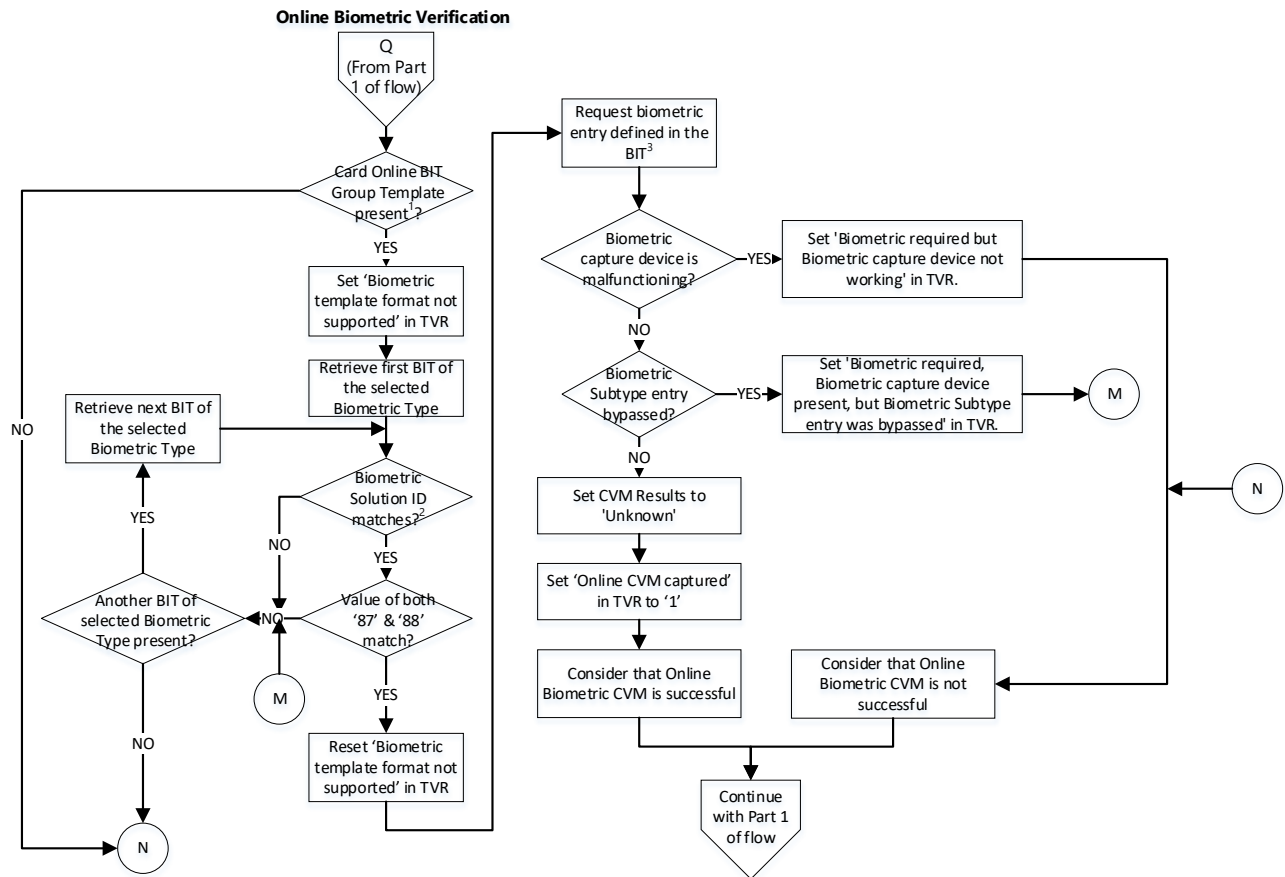 Online Biometric Verification
Q
(From Part
1 of flow)
Card Online BIT
Group Template
present1?
YES
NO
Set ‘Biometric
template format not
supported’ in TVR
Retrieve first BIT of
the selected
Biometric Type
Retrieve next BIT of
the selected
Biometric Type
Biometric
Solution ID
matches?2
NO
YES
YES
Another BIT of
selected Biometric
Type present?
NO
Value of both
‘87’ & ‘88’
match?
M
YES
NO
Reset ‘Biometric
template format not
supported’ in TVR
N
Request biometric
entry defined in the
BIT3
Biometric
capture device is
malfunctioning?
YES
Set 'Biometric required but
Biometric capture device not
working' in TVR.
NO
Biometric
Subtype entry
bypassed?
YES
Set 'Biometric required,
Biometric capture device
present, but Biometric Subtype
entry was bypassed' in TVR.
M
NO
N
Set CVM Results to
'Unknown'
Set ‘Online CVM captured’
in TVR to ‘1’
Consider that Online
Biometric CVM is successful
Consider that Online
Biometric CVM is not
successful
Continue
with Part 1
of flow